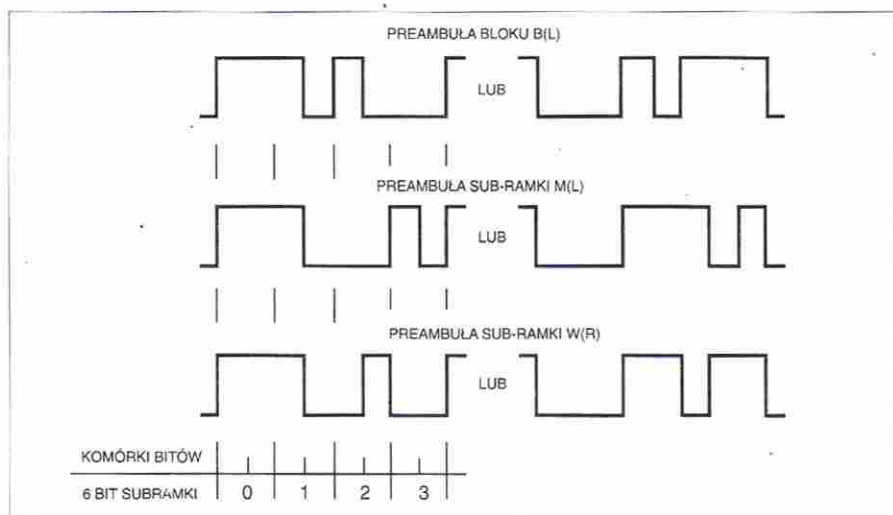 PREAMBUŁA BLOKU B(L)
LUB
PREAMBUŁA SUB-RAMKI M(L)
LUB
PREAMBUŁA SUB-RAMKI W(R)
LUB
KOMÓRKI BITÓW
6 BIT SUBRAMKI 0 1 2 3